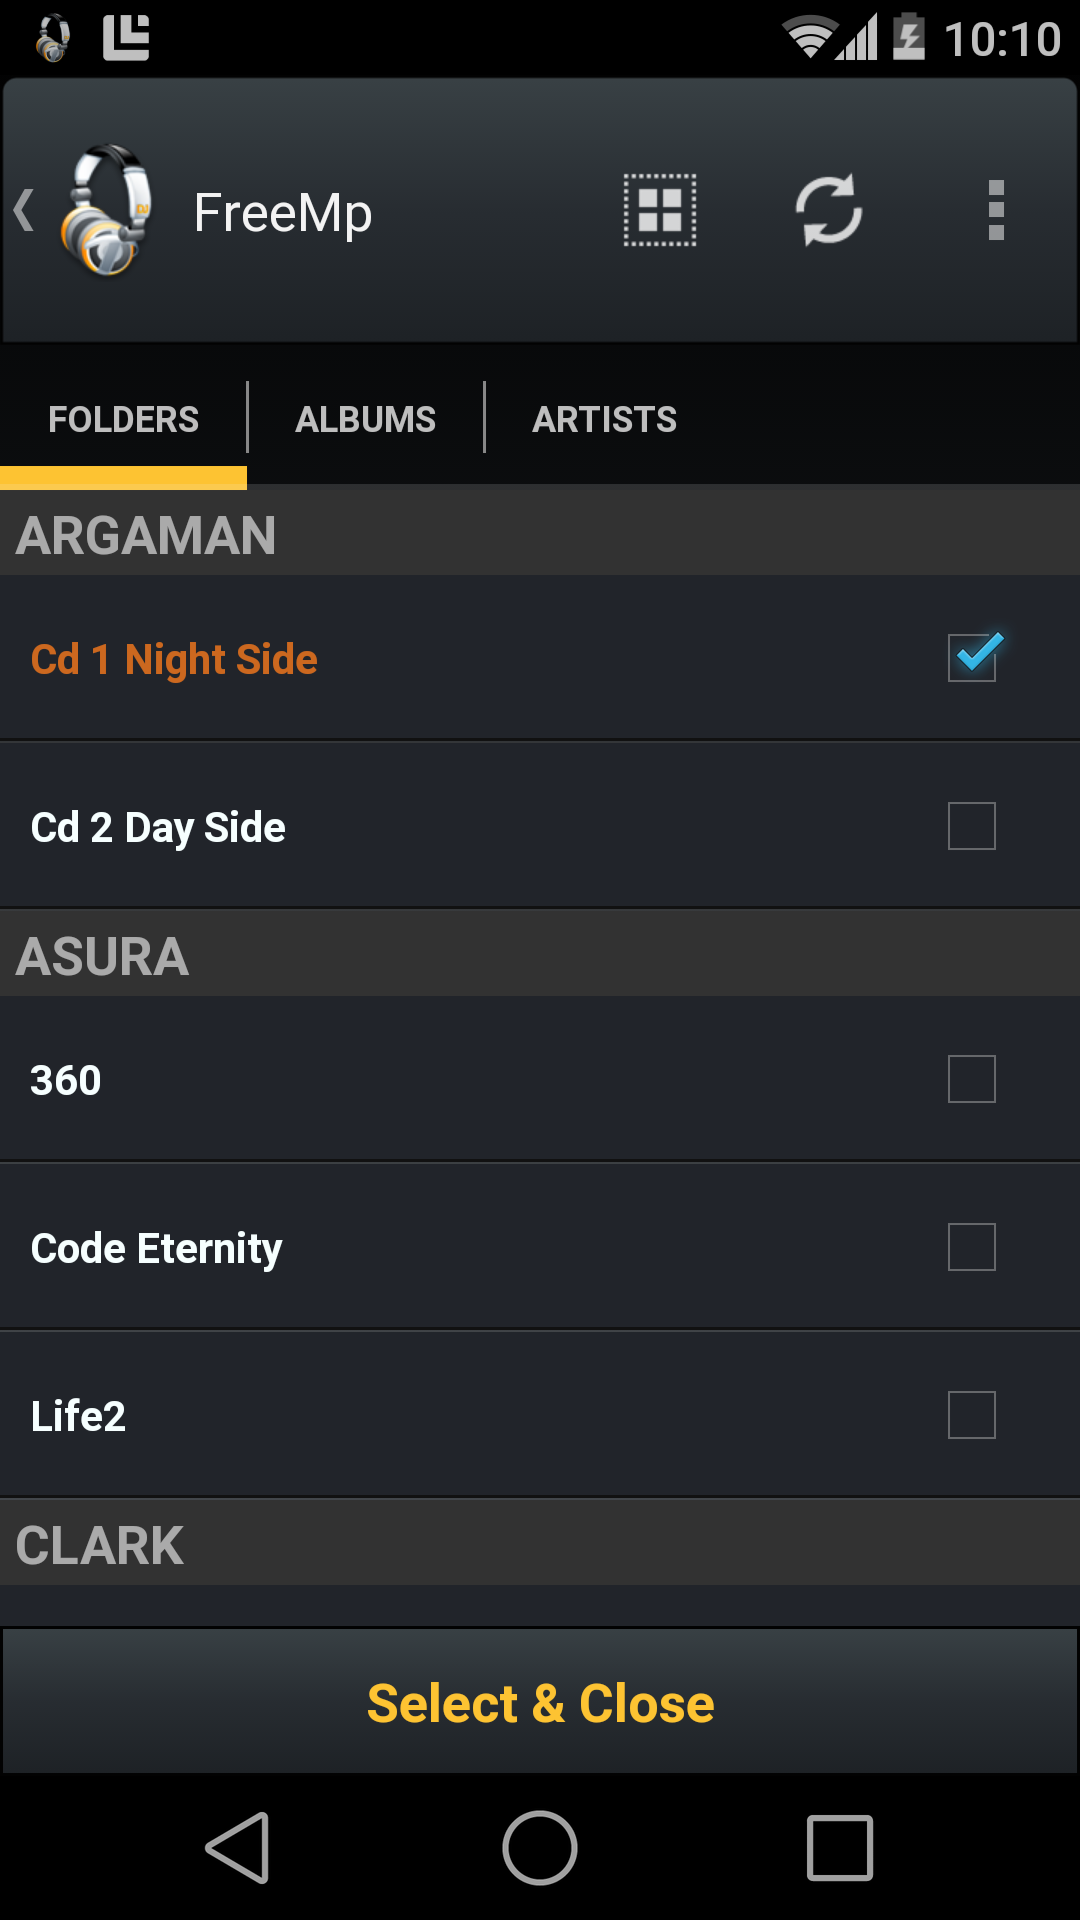 10:10
FreeMp
FOLDERS ALBUMS ARTISTS
ARGAMAN
Cd 1 Night Side
Cd 2 Day Side
ASURA
360
Code Eternity
Life2
CLARK
Select & Close